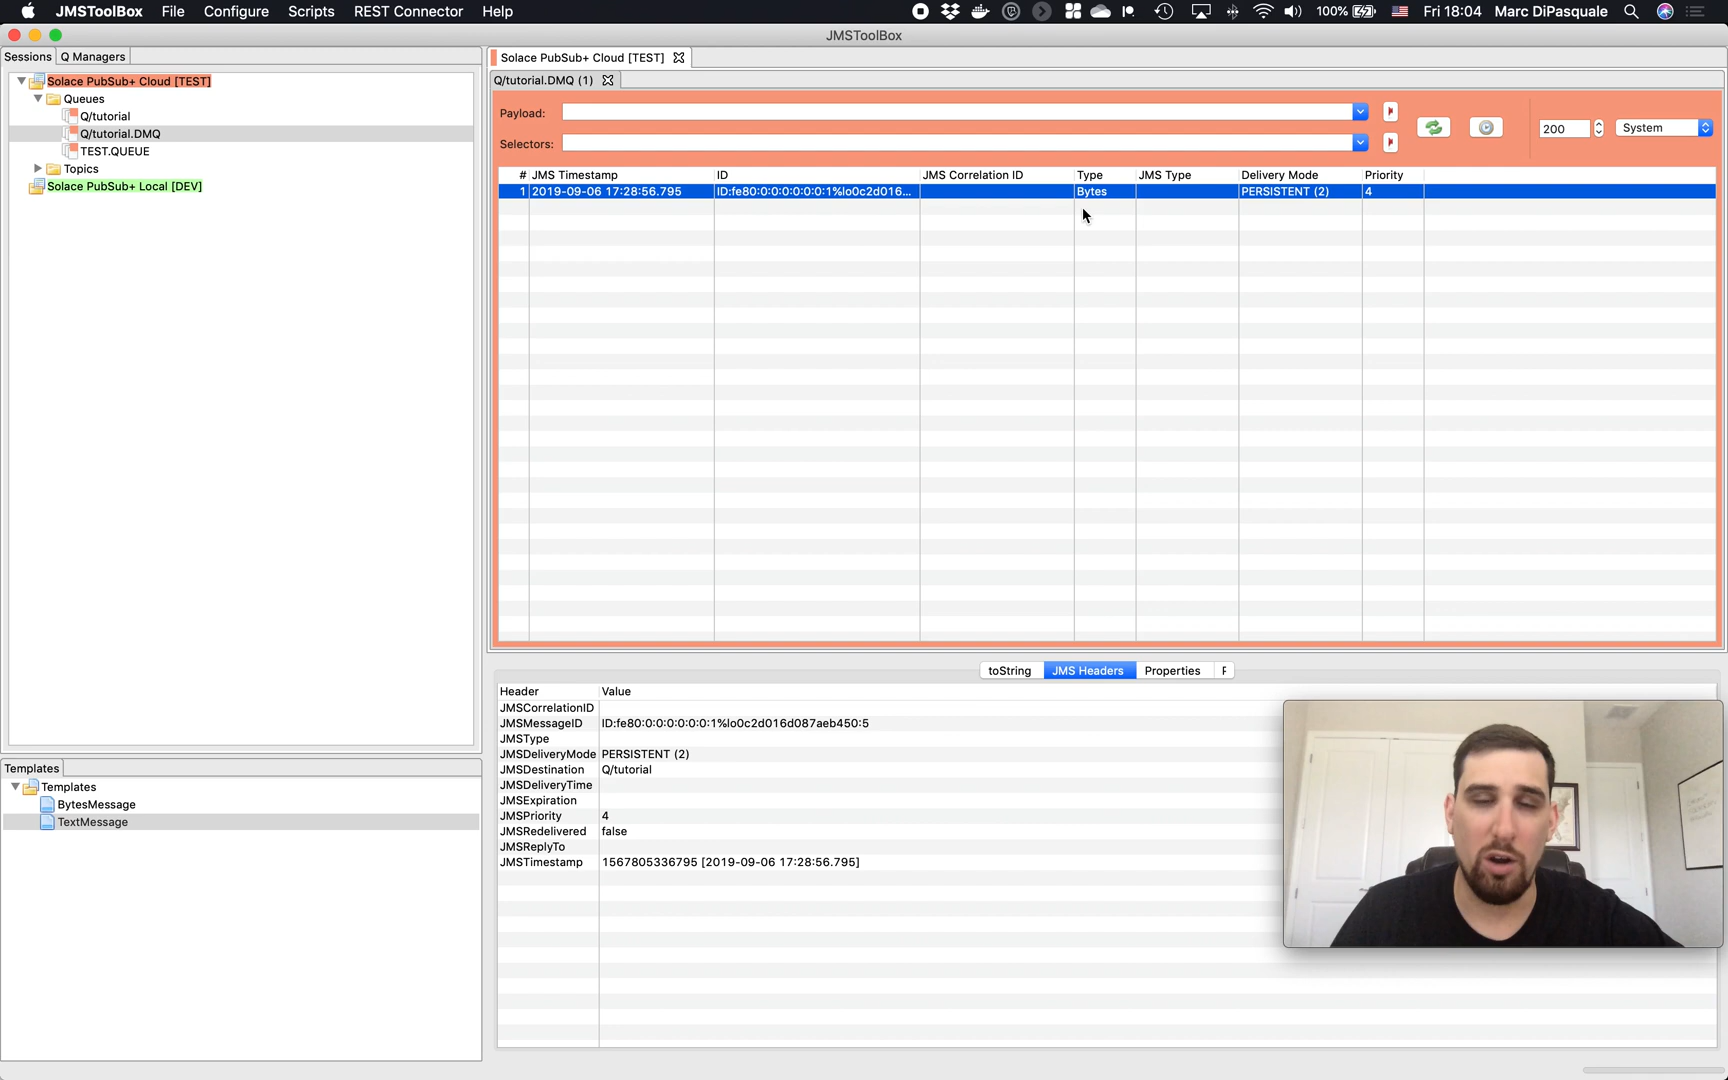 JMSToolBox File Configure Scripts REST Connector Help 100% Fri 18:04 Marc DiPasquale
JMSToolBox
Sessions Q Managers
Solace PubSub+ Cloud [TEST]
Queues
Q/tutorial
Q/tutorial.DMQ
TEST.QUEUE
Topics
Solace PubSub+ Local [DEV]
Templates
Templates
BytesMessage
TextMessage
Solace PubSub+ Cloud [TEST]
Q/tutorial.DMQ (1)
Payload:
Selectors:
200 System
# JMS Timestamp ID JMS Correlation ID Type JMS Type Delivery Mode Priority
1 2019-09-06 17:28:56.795 ID:fe80:0:0:0:0:0:0:1%lo0c2d016... Bytes PERSISTENT (2) 4
toString JMS Headers Properties F
Header Value
JMSCorrelationID
JMSMessageID ID:fe80:0:0:0:0:0:0:1%lo0c2d016d087aeb450:5
JMSType
JMSDeliveryMode PERSISTENT (2)
JMSDestination Q/tutorial
JMSDeliveryTime
JMSExpiration
JMSPriority 4
JMSRedelivered false
JMSReplyTo
JMSTimestamp 1567805336795 [2019-09-06 17:28:56.795]